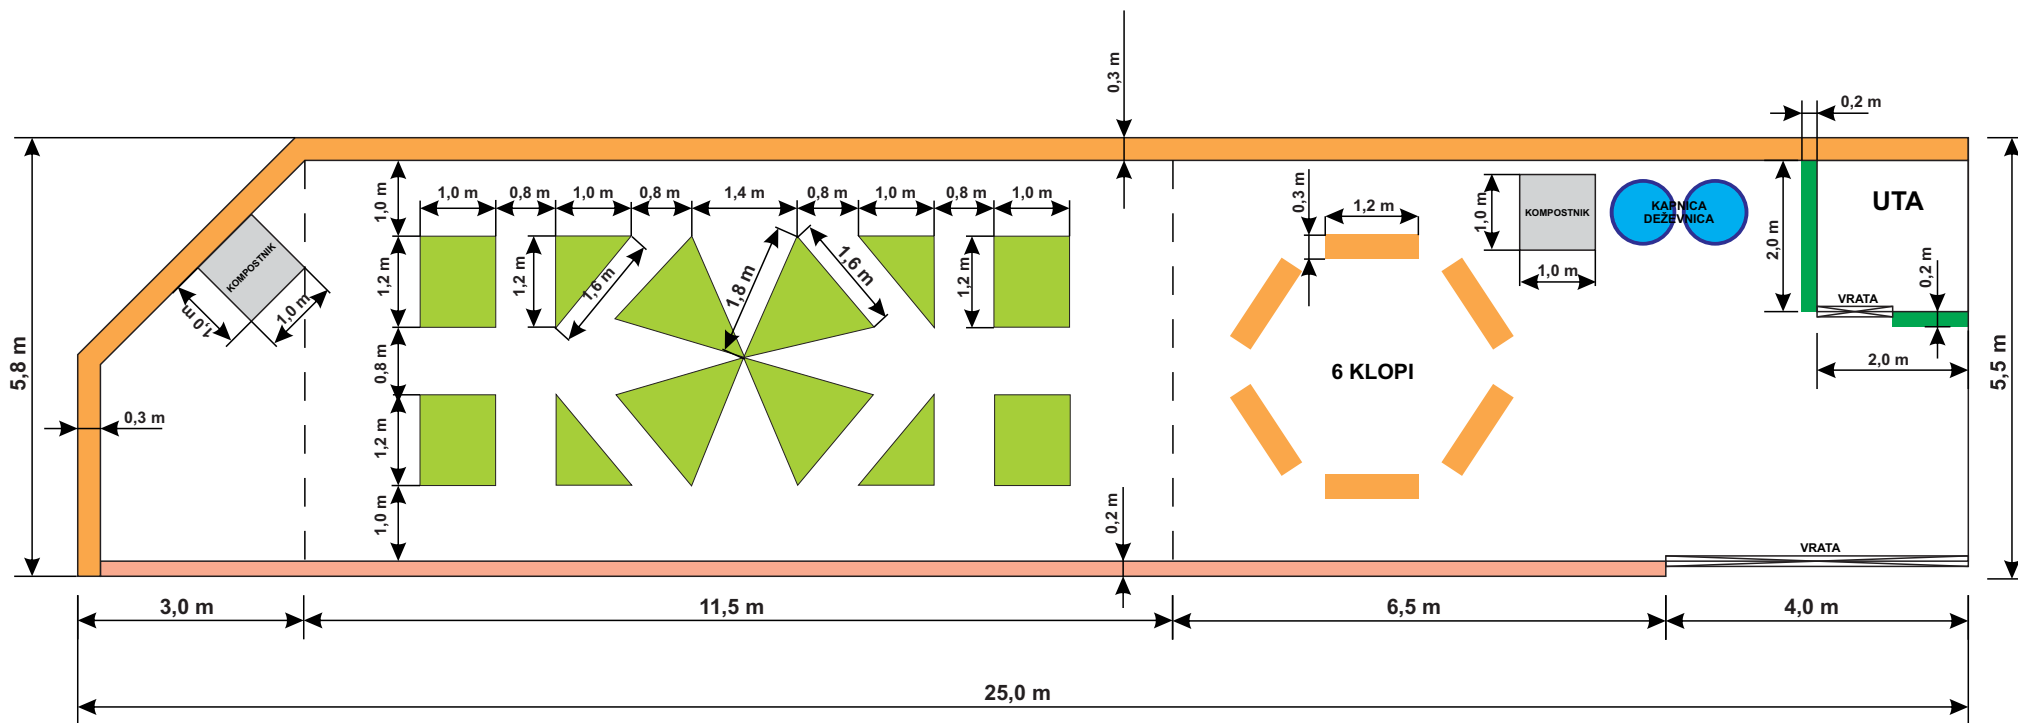 0,3 m
0,2 m
1,0 m
1,0 m
0,8 m
1,0 m
0,8 m
1,4 m
0,8 m
1,0 m
0,8 m
1,0 m
0,3 m
1,2 m
1,0 m
KOMPOSTNIK
1,0 m
KAPNICA
DEŽEVNICA
UTA
2,0 m
0,2 m
VRATA
2,0 m
KOMPOSTNIK
1,0 m
1,0 m
1,2 m
1,2 m
1,6 m
1,8 m
1,6 m
1,2 m
5,8 m
0,8 m
6 KLOPI
5,5 m
0,3 m
1,2 m
1,0 m
0,2 m
VRATA
3,0 m
11,5 m
6,5 m
4,0 m
25,0 m